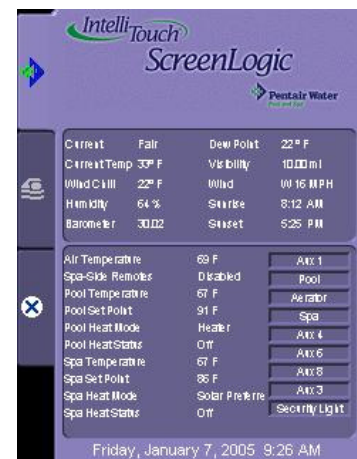 IntelliTouch
ScreenLogic
Pentair Water
Pool and Spa
Current Fair Dew Point 22° F
Current Temp 33° F Visibility 10.00 mi
Wind Chill 22° F Wind W 16 MPH
Humidity 64 % Sunrise 8:12 AM
Barometer 30.02 Sunset 5:25 PM
Air Temperature 69 F Aux 1
Spa-Side Remotes Disabled Pool
Pool Temperature 67 F Aerator
Pool Set Point 91 F Spa
Pool Heat Mode Heater Aux 4
Pool Heat Status Off Aux 6
Spa Temperature 67 F Aux 8
Spa Set Point 86 F Aux 3
Spa Heat Mode Solar Preferre Security Light
Spa Heat Status Off
Friday, January 7, 2005 9:26 AM